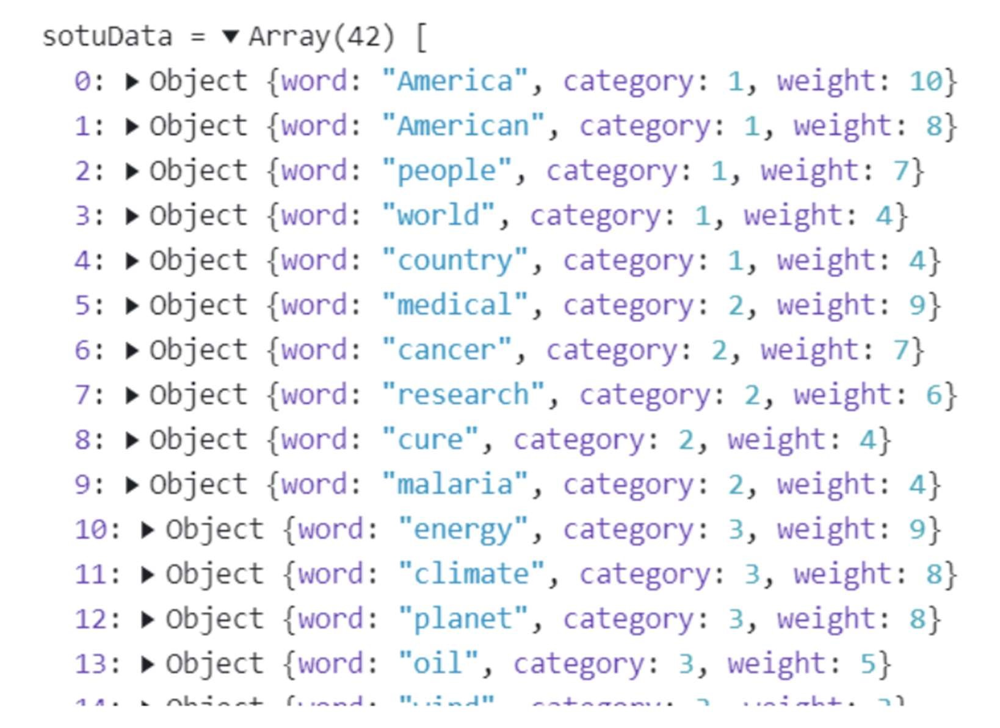 sotuData = ▼Array(42) [
0: ▶Object {word: "America", category: 1, weight: 10}
1: ▶Object {word: "American", category: 1, weight: 8}
2: ▶Object {word: "people", category: 1, weight: 7}
3: ▶Object {word: "world", category: 1, weight: 4}
4: ▶Object {word: "country", category: 1, weight: 4}
5: ▶Object {word: "medical", category: 2, weight: 9}
6: ▶Object {word: "cancer", category: 2, weight: 7}
7: ▶Object {word: "research", category: 2, weight: 6}
8: ▶Object {word: "cure", category: 2, weight: 4}
9: ▶Object {word: "malaria", category: 2, weight: 4}
10: ▶Object {word: "energy", category: 3, weight: 9}
11: ▶Object {word: "climate", category: 3, weight: 8}
12: ▶Object {word: "planet", category: 3, weight: 8}
13: ▶Object {word: "oil", category: 3, weight: 5}
14: ▶Object {word: "wind", category: weight: